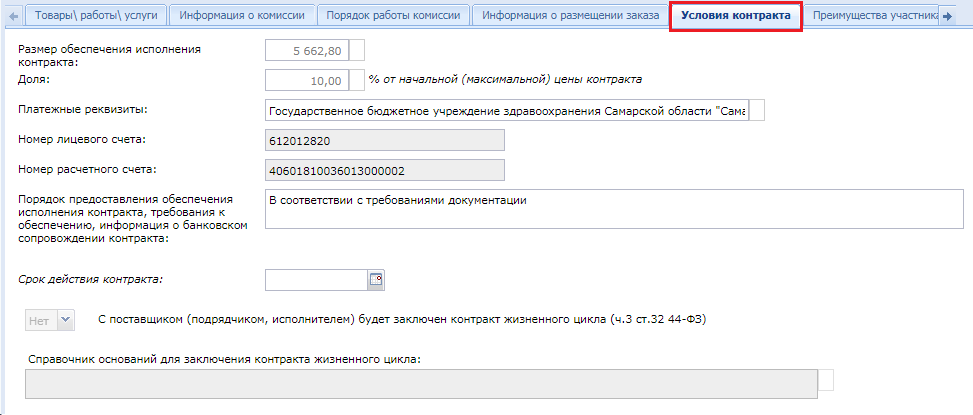 Товары\ работы\ услуги Информация о комиссии Порядок работы комиссии Информация о размещении заказа Условия контракта Преимущества участника
Размер обеспечения исполнения контракта: 5 662,80
Доля: 10,00 % от начальной (максимальной) цены контракта
Платежные реквизиты: Государственное бюджетное учреждение здравоохранения Самарской области "Сама
Номер лицевого счета: 612012820
Номер расчетного счета: 40601810036013000002
Порядок предоставления обеспечения В соответствии с требованиями документации
исполнения контракта, требования к
обеспечению, информация о банковском
сопровождении контракта:
Срок действия контракта:
Нет С поставщиком (подрядчиком, исполнителем) будет заключен контракт жизненного цикла (ч.3 ст.32 44-ФЗ)
Справочник оснований для заключения контракта жизненного цикла: